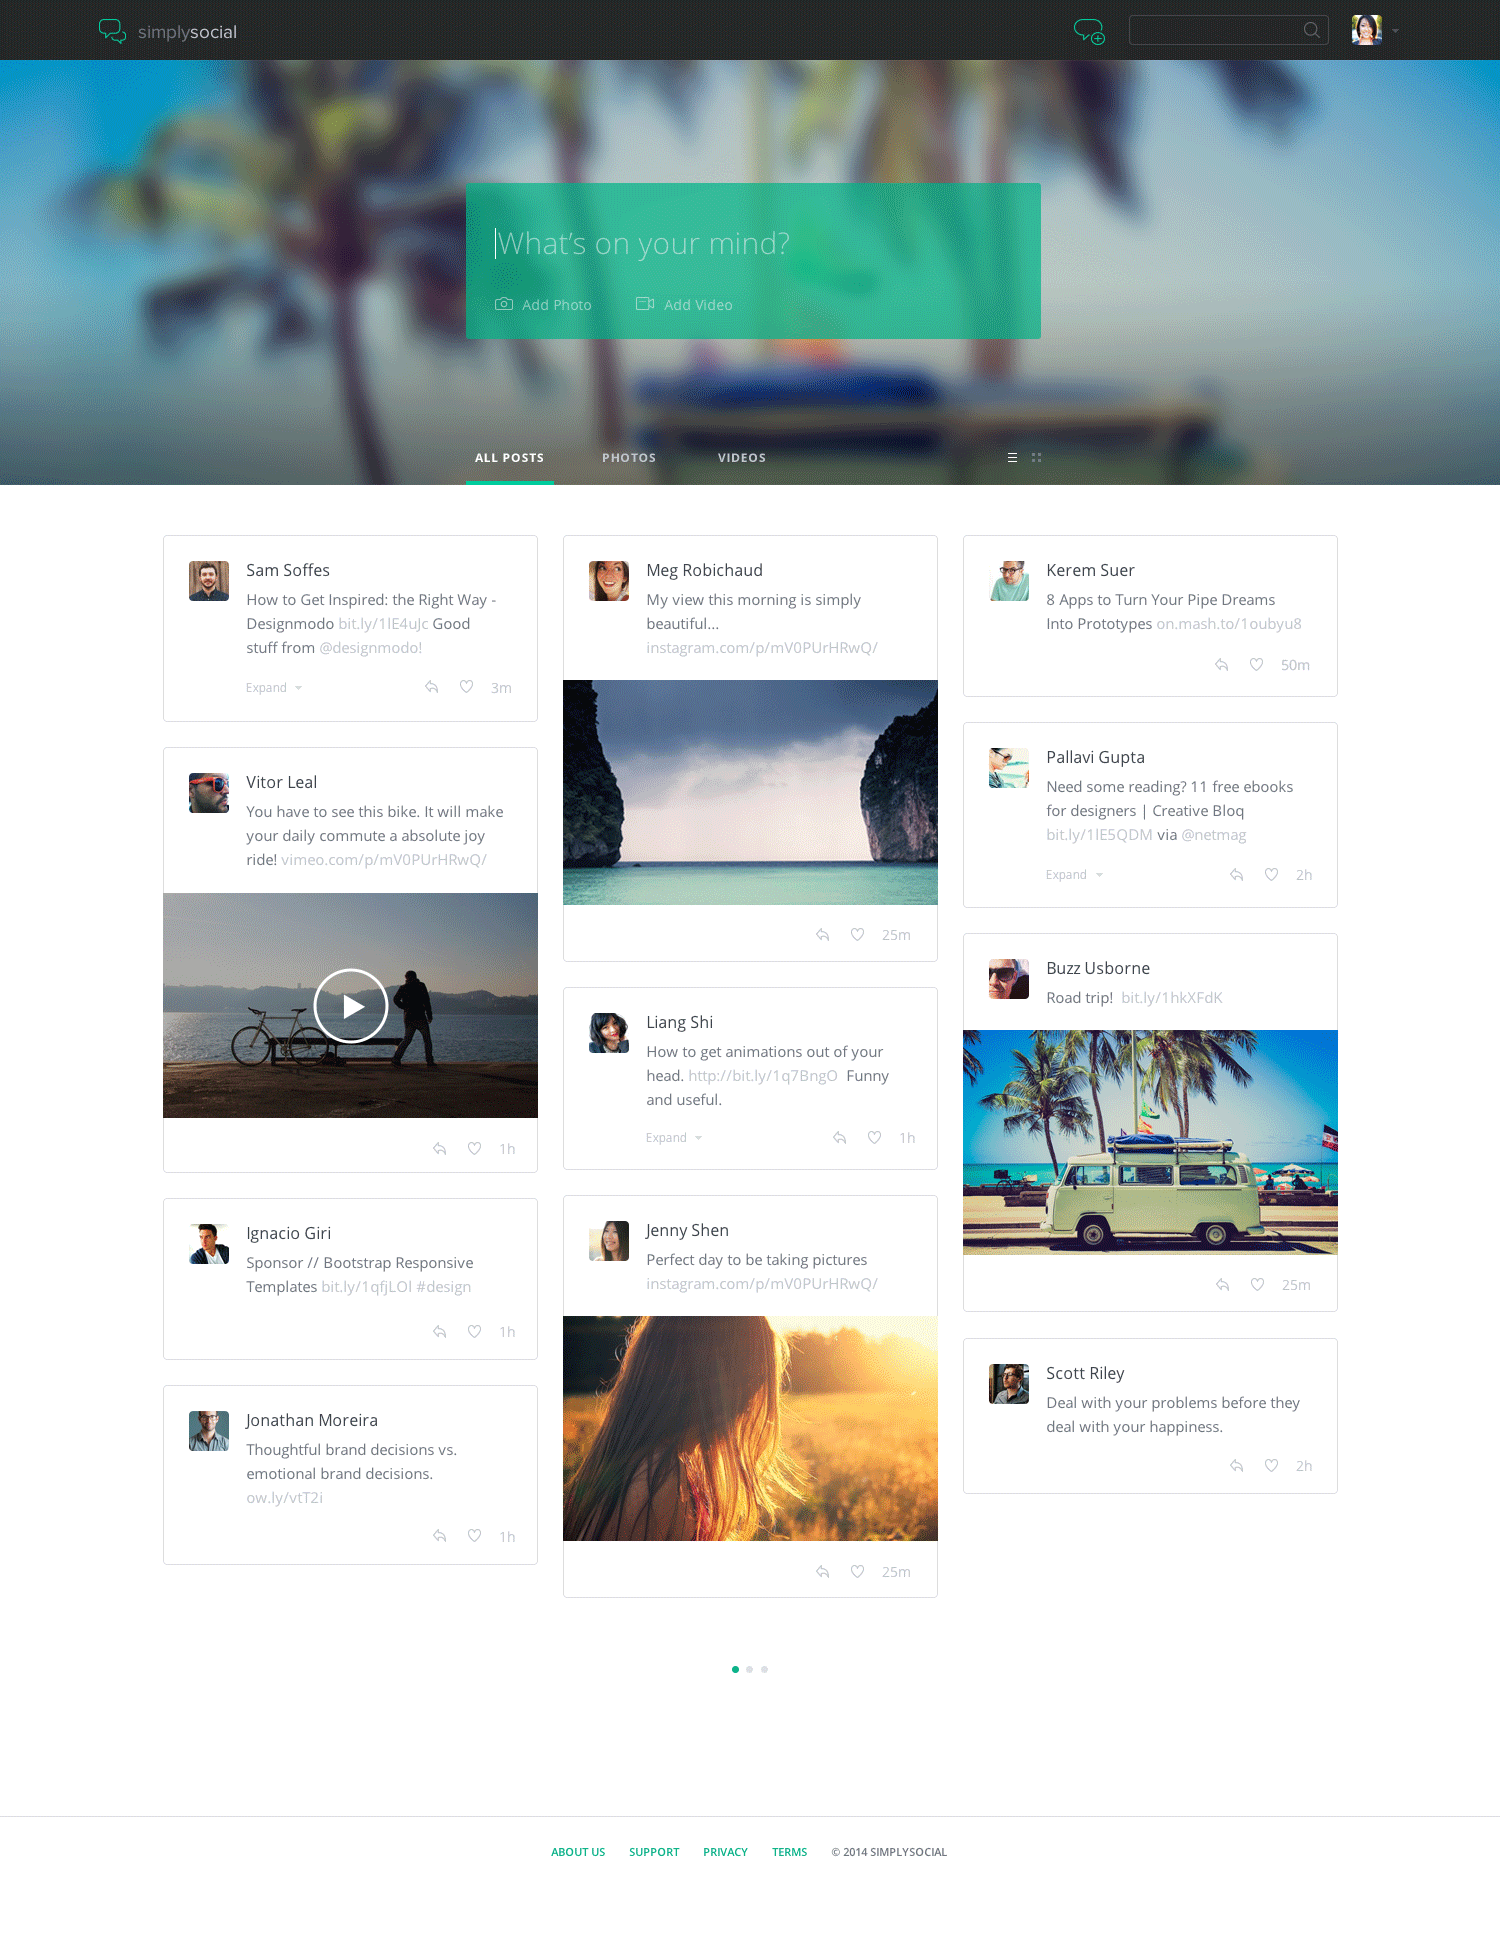 simplysocial
What's on your mind?
Add Photo
Add Video
ALL POSTS
PHOTOS
VIDEOS
Sam Soffes
How to Get Inspired: the Right Way -
Designmodo bit.ly/1lE4uJc Good
stuff from @designmodo!
Expand
3m
Vitor Leal
You have to see this bike. It will make
your daily commute a absolute joy
ride! vimeo.com/p/mV0PUrHRwQ/
1h
Ignacio Giri
Sponsor // Bootstrap Responsive
Templates bit.ly/1qfjLOl #design
1h
Jonathan Moreira
Thoughtful brand decisions vs.
emotional brand decisions.
ow.ly/vtT2i
1h
Meg Robichaud
My view this morning is simply
beautiful...
instagram.com/p/mV0PUrHRwQ/
25m
Liang Shi
How to get animations out of your
head. http://bit.ly/1q7BngO Funny
and useful.
Expand
1h
Jenny Shen
Perfect day to be taking pictures
instagram.com/p/mV0PUrHRwQ/
25m
Kerem Suer
8 Apps to Turn Your Pipe Dreams
Into Prototypes on.mash.to/1oubyu8
50m
Pallavi Gupta
Need some reading? 11 free ebooks
for designers | Creative Bloq
bit.ly/1lE5QDM via @netmag
Expand
2h
Buzz Usborne
Road trip! bit.ly/1hkXFdK
25m
Scott Riley
Deal with your problems before they
deal with your happiness.
2h
ABOUT US
SUPPORT
PRIVACY
TERMS
© 2014 SIMPLYSOCIAL